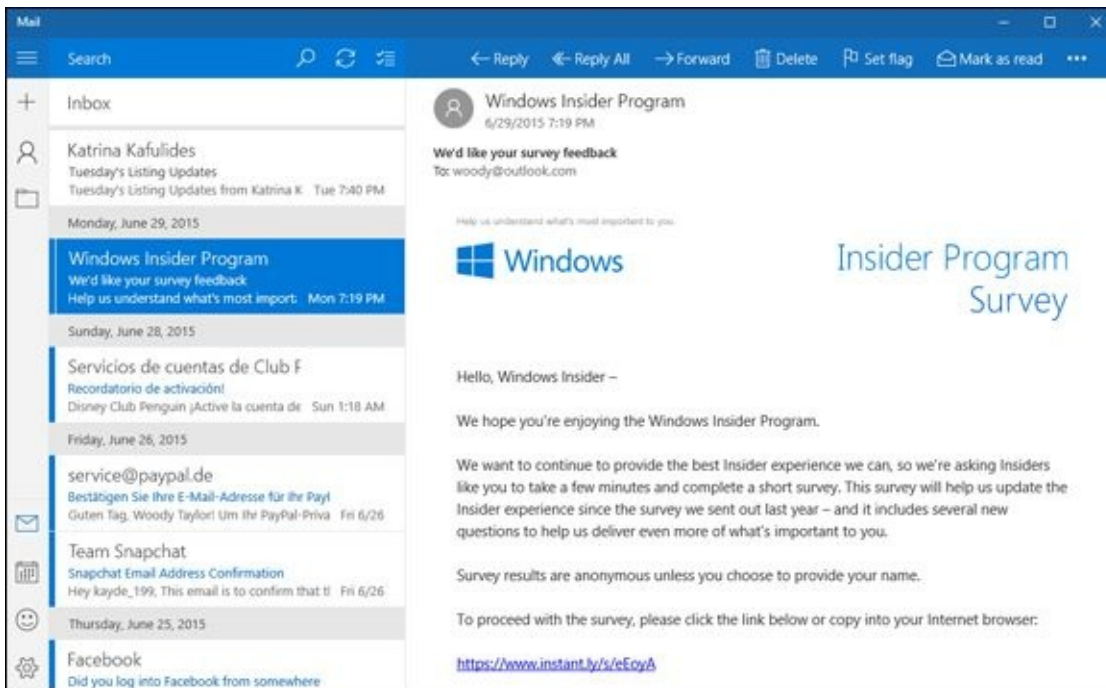 Mail
Search
Reply
Reply All
Forward
Delete
Set flag
Mark as read
Inbox
Katrina Kafulides
Tuesday's Listing Updates
Tuesday's Listing Updates from Katrina K Tue 7:40 PM
Monday, June 29, 2015
Windows Insider Program
We'd like your survey feedback
Help us understand what's most import Mon 7:19 PM
Sunday, June 28, 2015
Servicios de cuentas de Club F
Recordatorio de activación!
Disney Club Penguin ¡Active la cuenta de Sun 1:18 AM
Friday, June 26, 2015
service@paypal.de
Bestätigen Sie Ihre E-Mail-Adresse für Ihr Payl
Guten Tag, Woody Taylor! Um Ihr PayPal-Priva Fri 6/26
Team Snapchat
Snapchat Email Address Confirmation
Hey kayde_199, This email is to confirm that tl Fri 6/26
Thursday, June 25, 2015
Facebook
Did you log into Facebook from somewhere
Windows Insider Program
6/29/2015 7:19 PM
We'd like your survey feedback
To: woody@outlook.com
Help us understand what's most important to you.
Windows
Insider Program
Survey
Hello, Windows Insider –
We hope you're enjoying the Windows Insider Program.
We want to continue to provide the best Insider experience we can, so we're asking Insiders
like you to take a few minutes and complete a short survey. This survey will help us update the
Insider experience since the survey we sent out last year – and it includes several new
questions to help us deliver even more of what's important to you.
Survey results are anonymous unless you choose to provide your name.
To proceed with the survey, please click the link below or copy into your Internet browser:
https://www.instant.ly/s/eEoyA